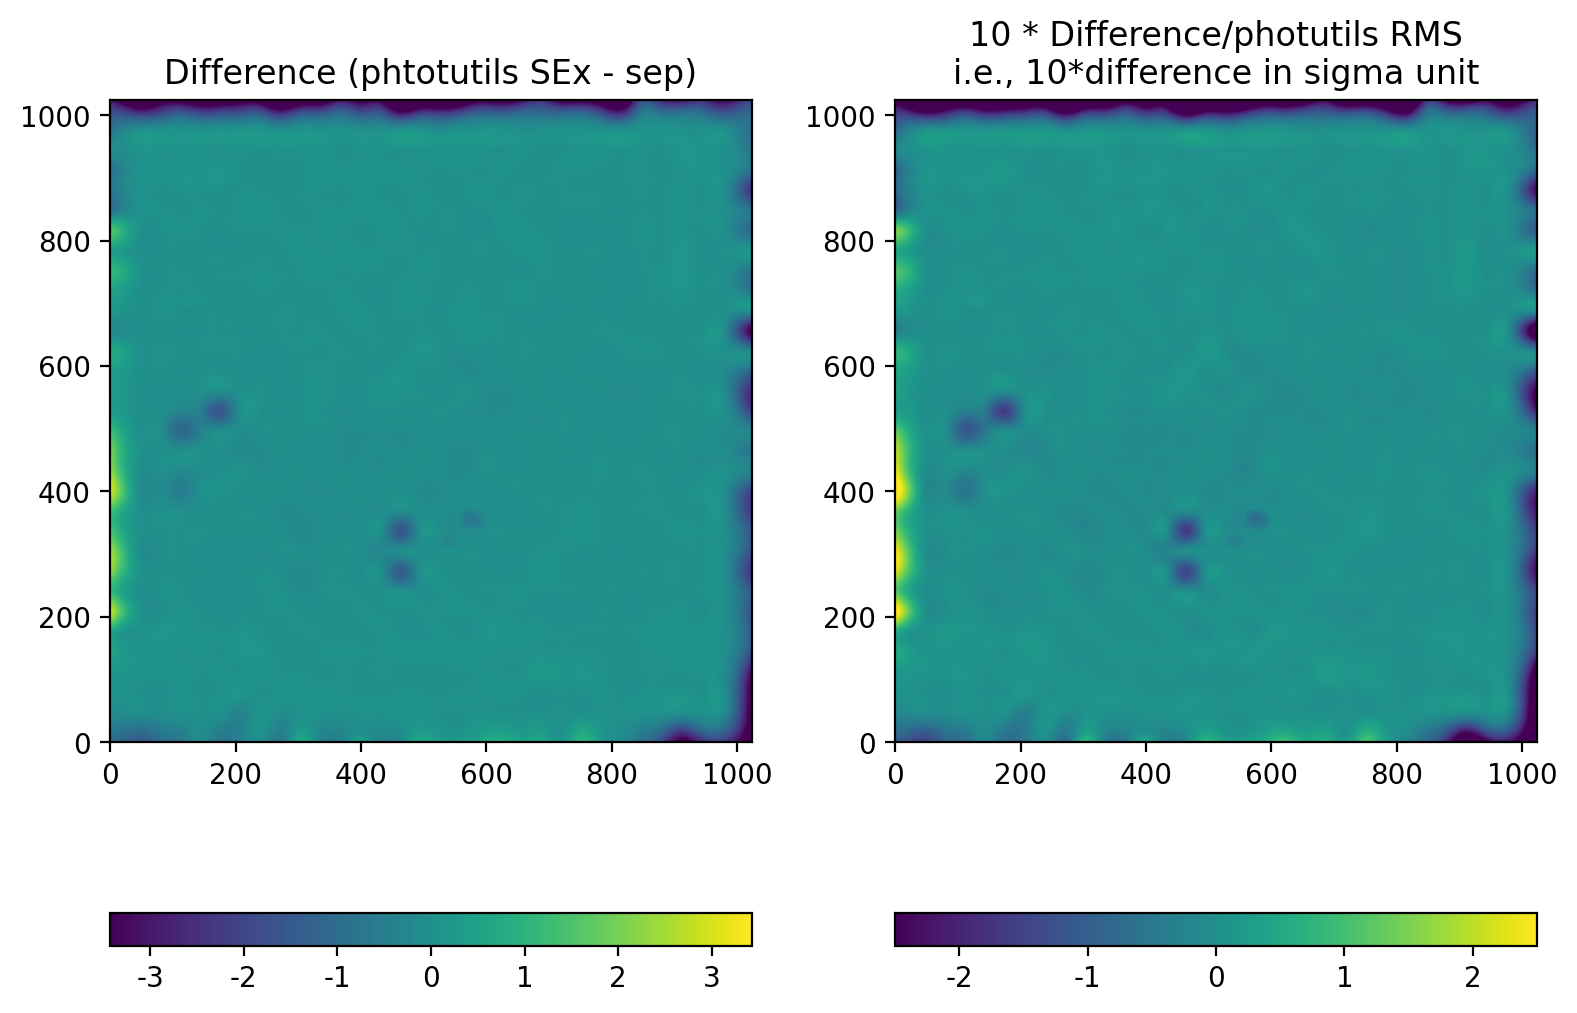 Difference (phtotutils SEx - sep)
10 * Difference/photutils RMS
i.e., 10*difference in sigma unit
1000
800
600
400
200
0
0 200 400 600 800 1000
1000
800
600
400
200
0
0 200 400 600 800 1000
-3 -2 -1 0 1 2 3
-2 -1 0 1 2